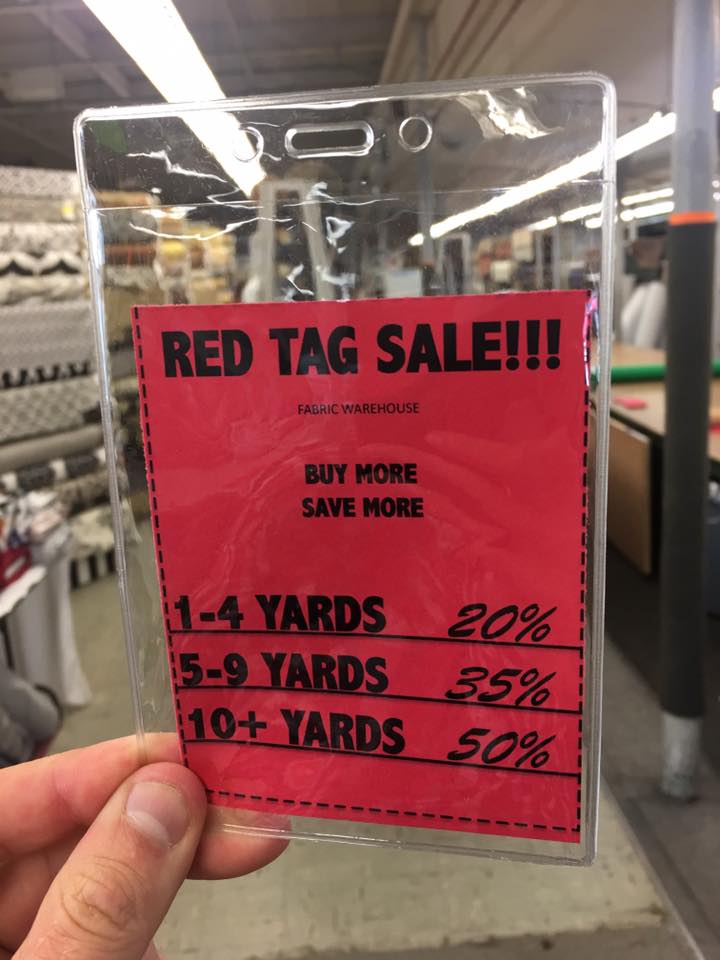 RED TAG SALE!!!
FABRIC WAREHOUSE
BUY MORE
SAVE MORE
1-4 YARDS 20%
5-9 YARDS 35%
10+ YARDS 50%